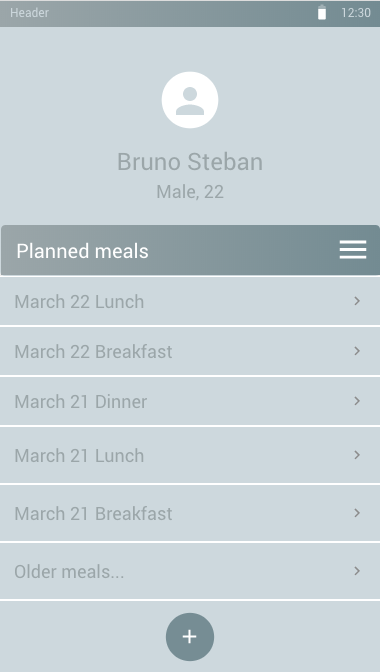 Header 12:30
Bruno Steban
Male, 22
Planned meals
March 22 Lunch
March 22 Breakfast
March 21 Dinner
March 21 Lunch
March 21 Breakfast
Older meals...
+